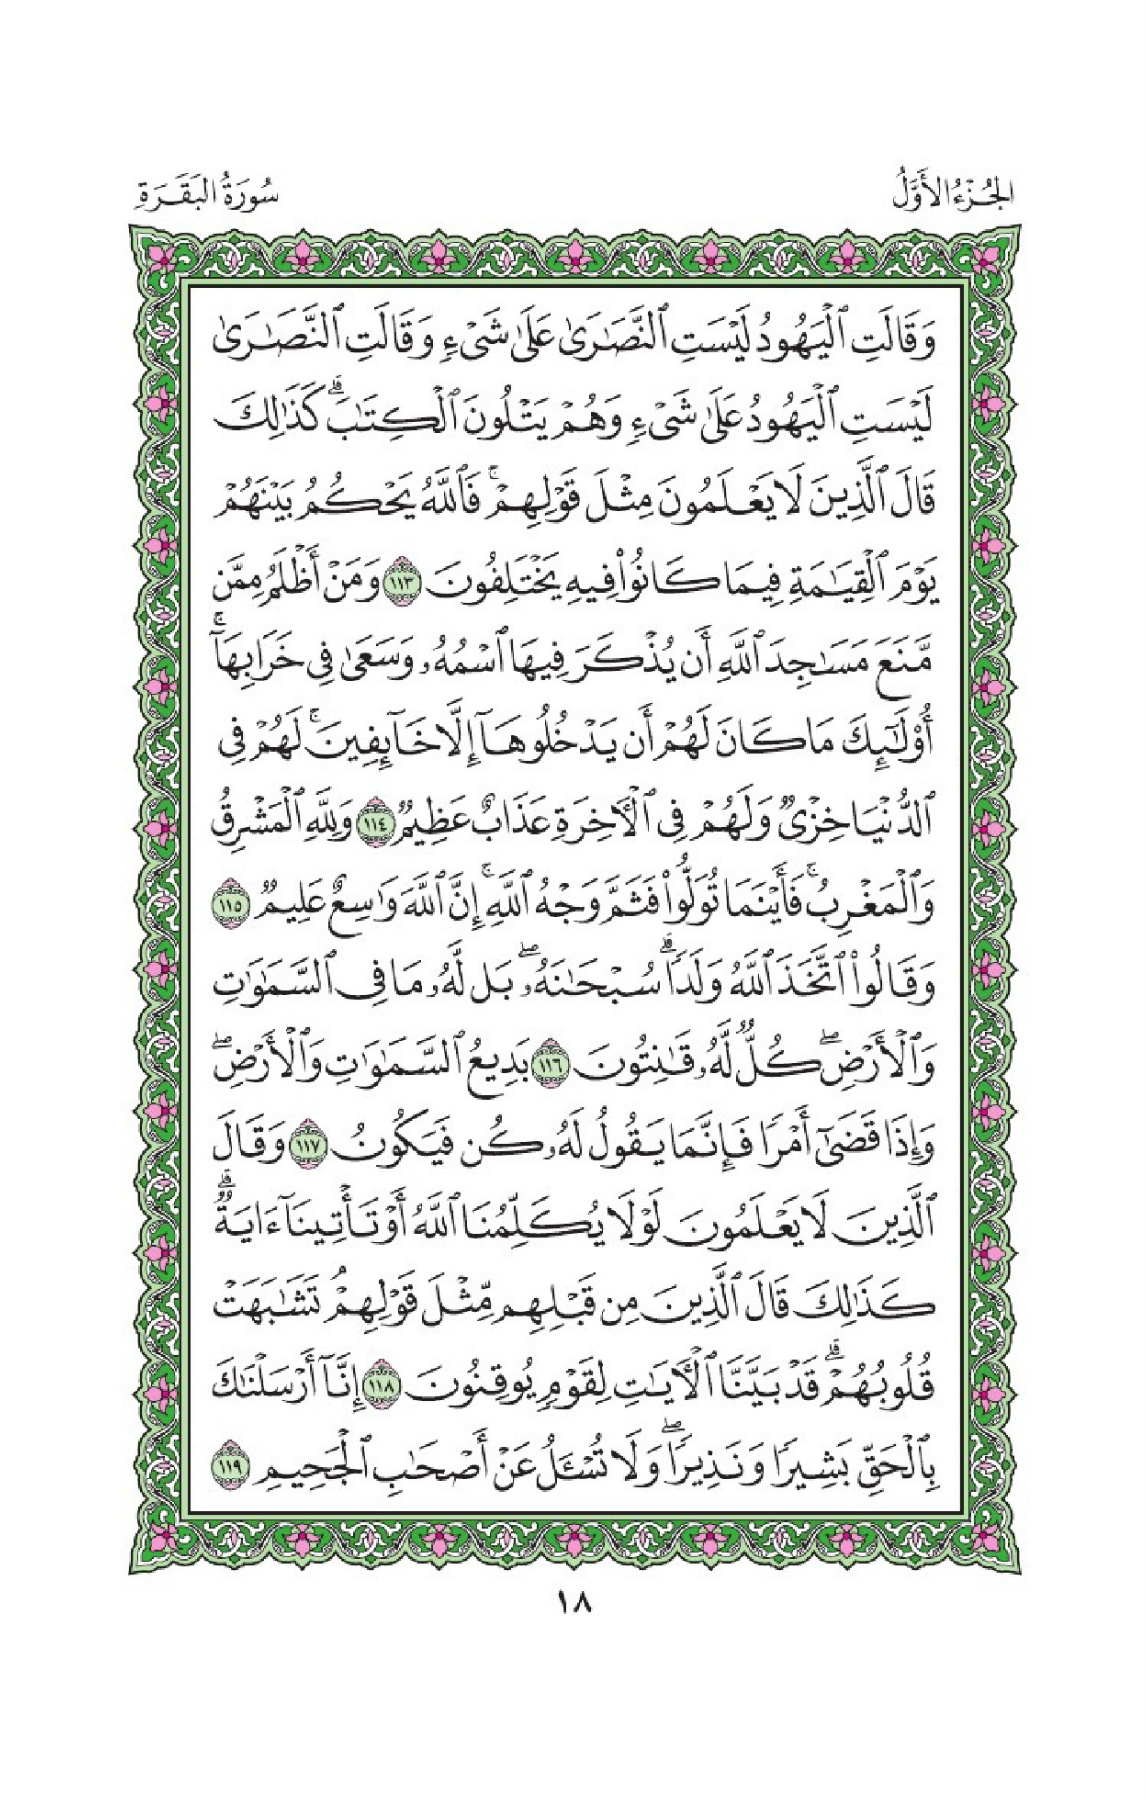 الجُزْءُ الأَوَّلُ
سُورَةُ البَقَرَةِ
وَقَالَتِ ٱلۡيَهُودُ لَيۡسَتِ ٱلنَّصَٰرَىٰ عَلَىٰ شَيۡءٖ وَقَالَتِ ٱلنَّصَٰرَىٰ
لَيۡسَتِ ٱلۡيَهُودُ عَلَىٰ شَيۡءٖ وَهُمۡ يَتۡلُونَ ٱلۡكِتَٰبَۗ كَذَٰلِكَ
قَالَ ٱلَّذِينَ لَا يَعۡلَمُونَ مِثۡلَ قَوۡلِهِمۡۚ فَٱللَّهُ يَحۡكُمُ بَيۡنَهُمۡ
يَوۡمَ ٱلۡقِيَٰمَةِ فِيمَا كَانُواْ فِيهِ يَخۡتَلِفُونَ ١١٣ وَمَنۡ أَظۡلَمُ مِمَّن
مَّنَعَ مَسَٰجِدَ ٱللَّهِ أَن يُذۡكَرَ فِيهَا ٱسۡمُهُۥ وَسَعَىٰ فِي خَرَابِهَآۚ
أُوْلَٰٓئِكَ مَا كَانَ لَهُمۡ أَن يَدۡخُلُوهَآ إِلَّا خَآئِفِينَۚ لَهُمۡ فِي
ٱلدُّنۡيَا خِزۡيٞ وَلَهُمۡ فِي ٱلۡأٓخِرَةِ عَذَابٌ عَظِيمٞ ١١٤ وَلِلَّهِ ٱلۡمَشۡرِقُ
وَٱلۡمَغۡرِبُۚ فَأَيۡنَمَا تُوَلُّواْ فَثَمَّ وَجۡهُ ٱللَّهِۚ إِنَّ ٱللَّهَ وَٰسِعٌ عَلِيمٞ ١١٥
وَقَالُواْ ٱتَّخَذَ ٱللَّهُ وَلَدٗاۗ سُبۡحَٰنَهُۥۖ بَل لَّهُۥ مَا فِي ٱلسَّمَٰوَٰتِ
وَٱلۡأَرۡضِۖ كُلّٞ لَّهُۥ قَٰنِتُونَ ١١٦ بَدِيعُ ٱلسَّمَٰوَٰتِ وَٱلۡأَرۡضِۖ
وَإِذَا قَضَىٰٓ أَمۡرٗا فَإِنَّمَا يَقُولُ لَهُۥ كُن فَيَكُونُ ١١٧ وَقَالَ
ٱلَّذِينَ لَا يَعۡلَمُونَ لَوۡلَا يُكَلِّمُنَا ٱللَّهُ أَوۡ تَأۡتِينَآ ءَايَةٞۗ
كَذَٰلِكَ قَالَ ٱلَّذِينَ مِن قَبۡلِهِم مِّثۡلَ قَوۡلِهِمۡۘ تَشَٰبَهَتۡ
قُلُوبُهُمۡۗ قَدۡ بَيَّنَّا ٱلۡأٓيَٰتِ لِقَوۡمٖ يُوقِنُونَ ١١٨ إِنَّآ أَرۡسَلۡنَٰكَ
بِٱلۡحَقِّ بَشِيرٗا وَنَذِيرٗاۖ وَلَا تُسۡـَٔلُ عَنۡ أَصۡحَٰبِ ٱلۡجَحِيمِ ١١٩
١٨